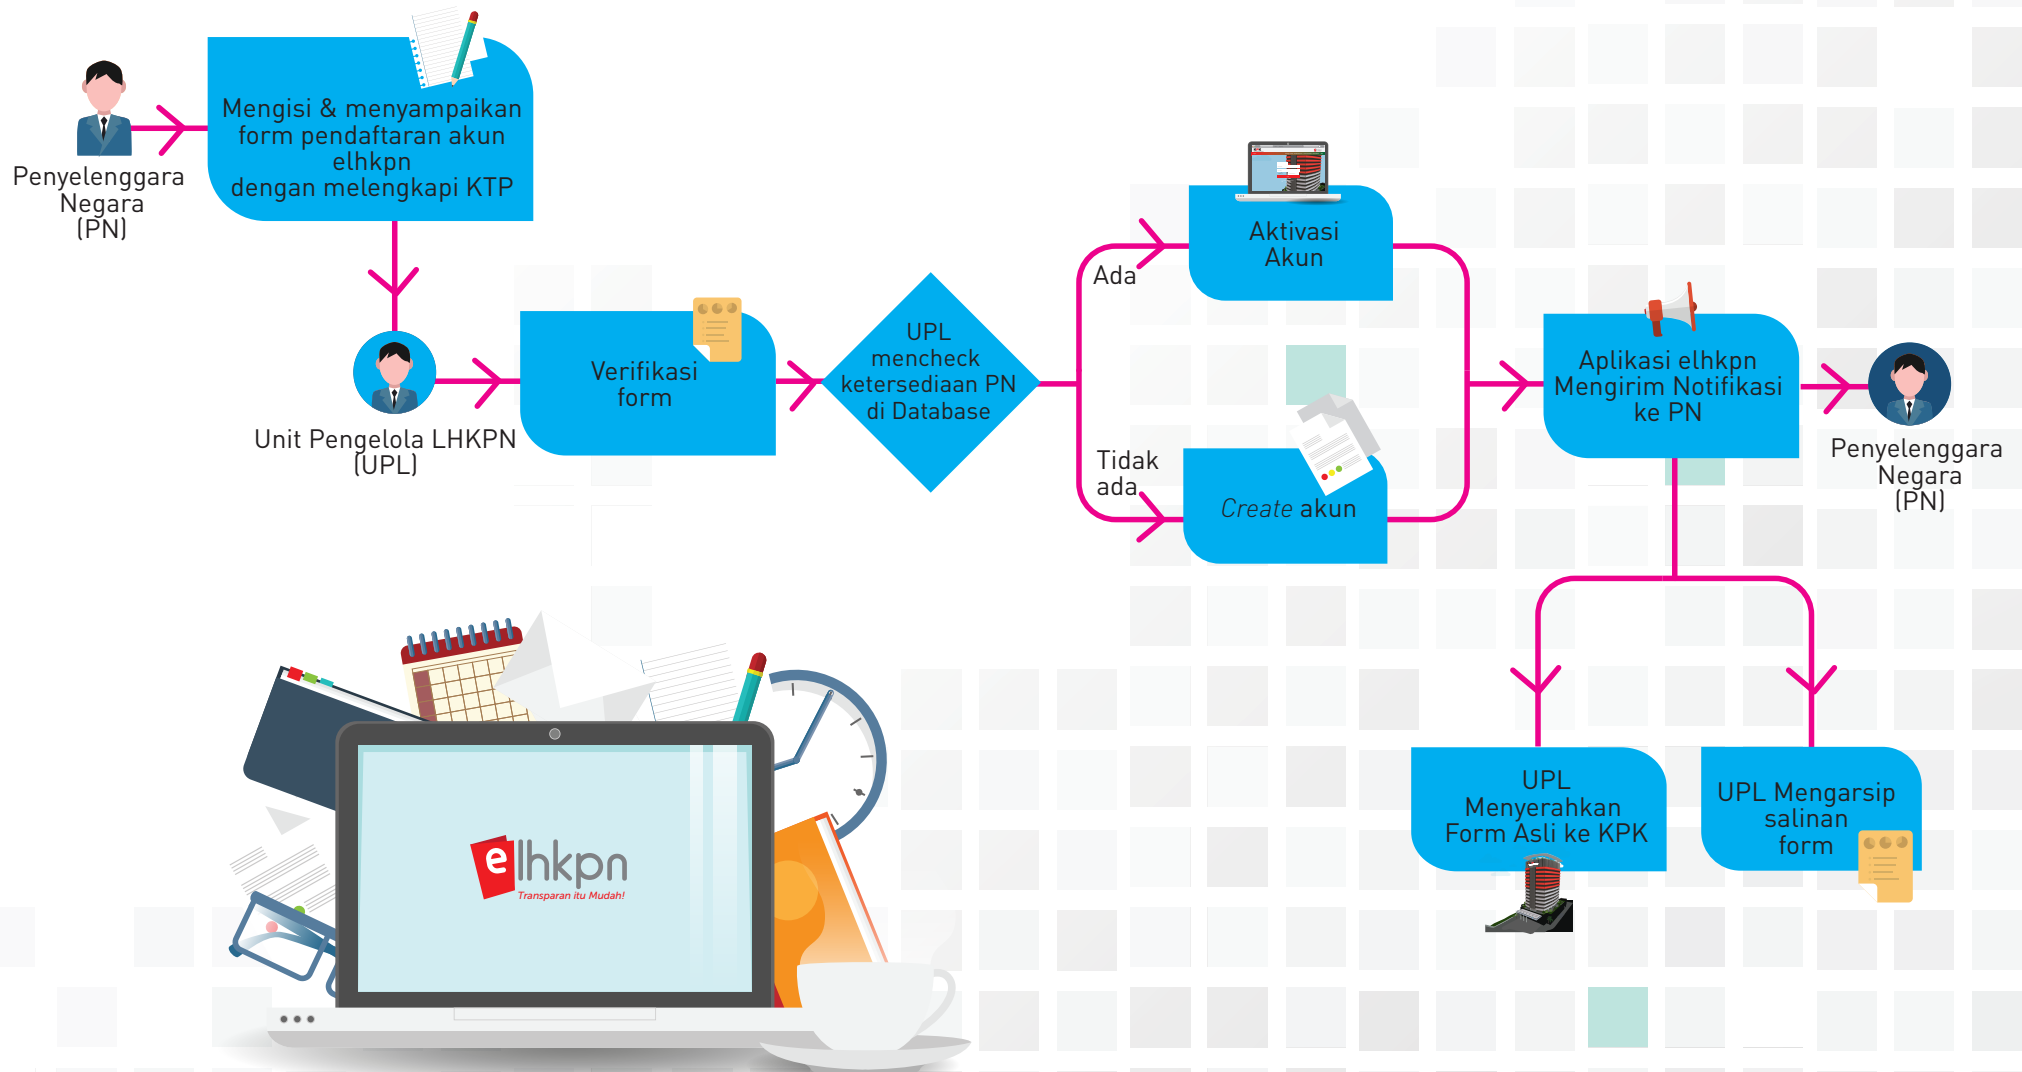 Mengisi & menyampaikan
form pendaftaran akun
elhkpn
dengan melengkapi KTP
Penyelenggara
Negara
(PN)
Unit Pengelola LHKPN
(UPL)
Verifikasi
form
UPL
mencheck
ketersediaan PN
di Database
Ada
Aktivasi
Akun
Tidak
ada
Create akun
Aplikasi elhkpn
Mengirim Notifikasi
ke PN
Penyelenggara
Negara
(PN)
UPL
Menyerahkan
Form Asli ke KPK
UPL Mengarsip
salinan
form
elhkpn
Transparan itu Mudah!